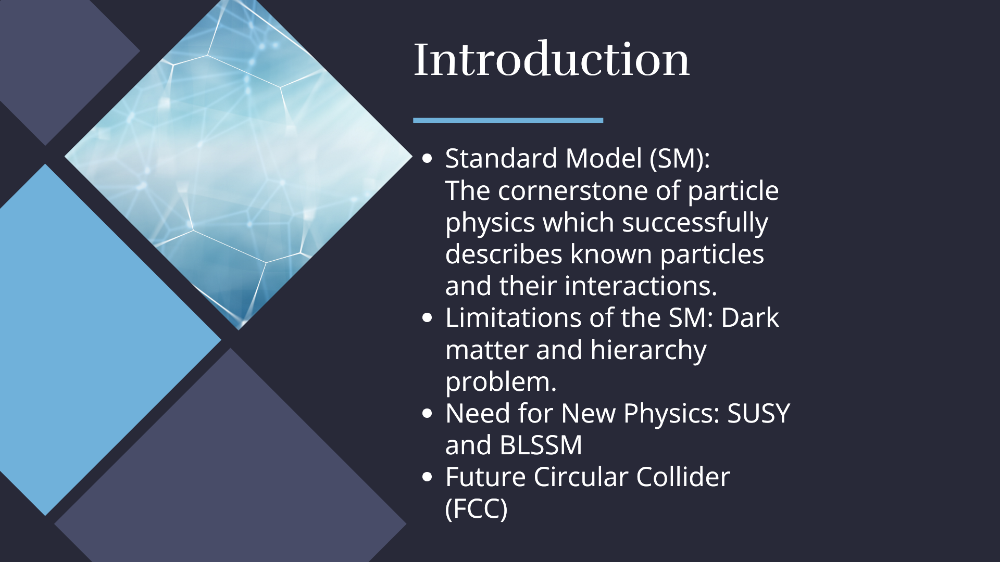 Introduction
• Standard Model (SM):
The cornerstone of particle
physics which successfully
describes known particles
and their interactions.
• Limitations of the SM: Dark
matter and hierarchy
problem.
• Need for New Physics: SUSY
and BLSSM
• Future Circular Collider
(FCC)